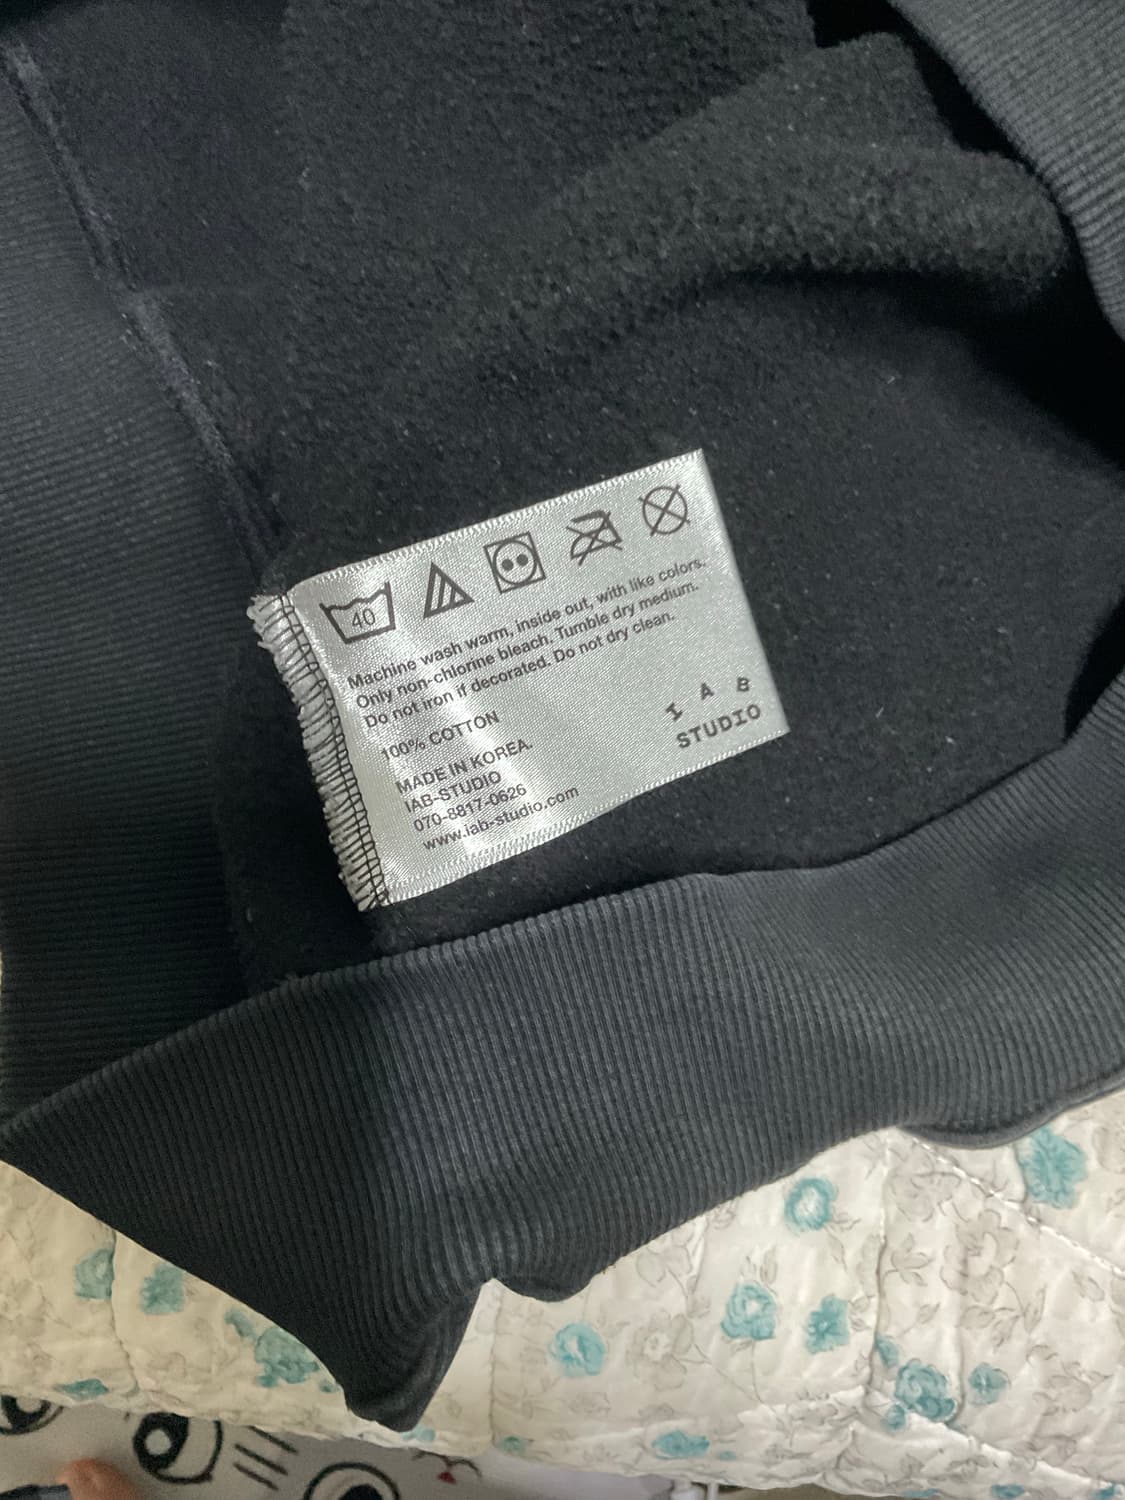 40
Machine wash warm, inside out, with like colors.
Only non-chlorine bleach. Tumble dry medium.
Do not iron if decorated. Do not dry clean.
100% COTTON
MADE IN KOREA.
IAB-STUDIO
070-8817-0626
www.iab-studio.com
I A B
STUDIO